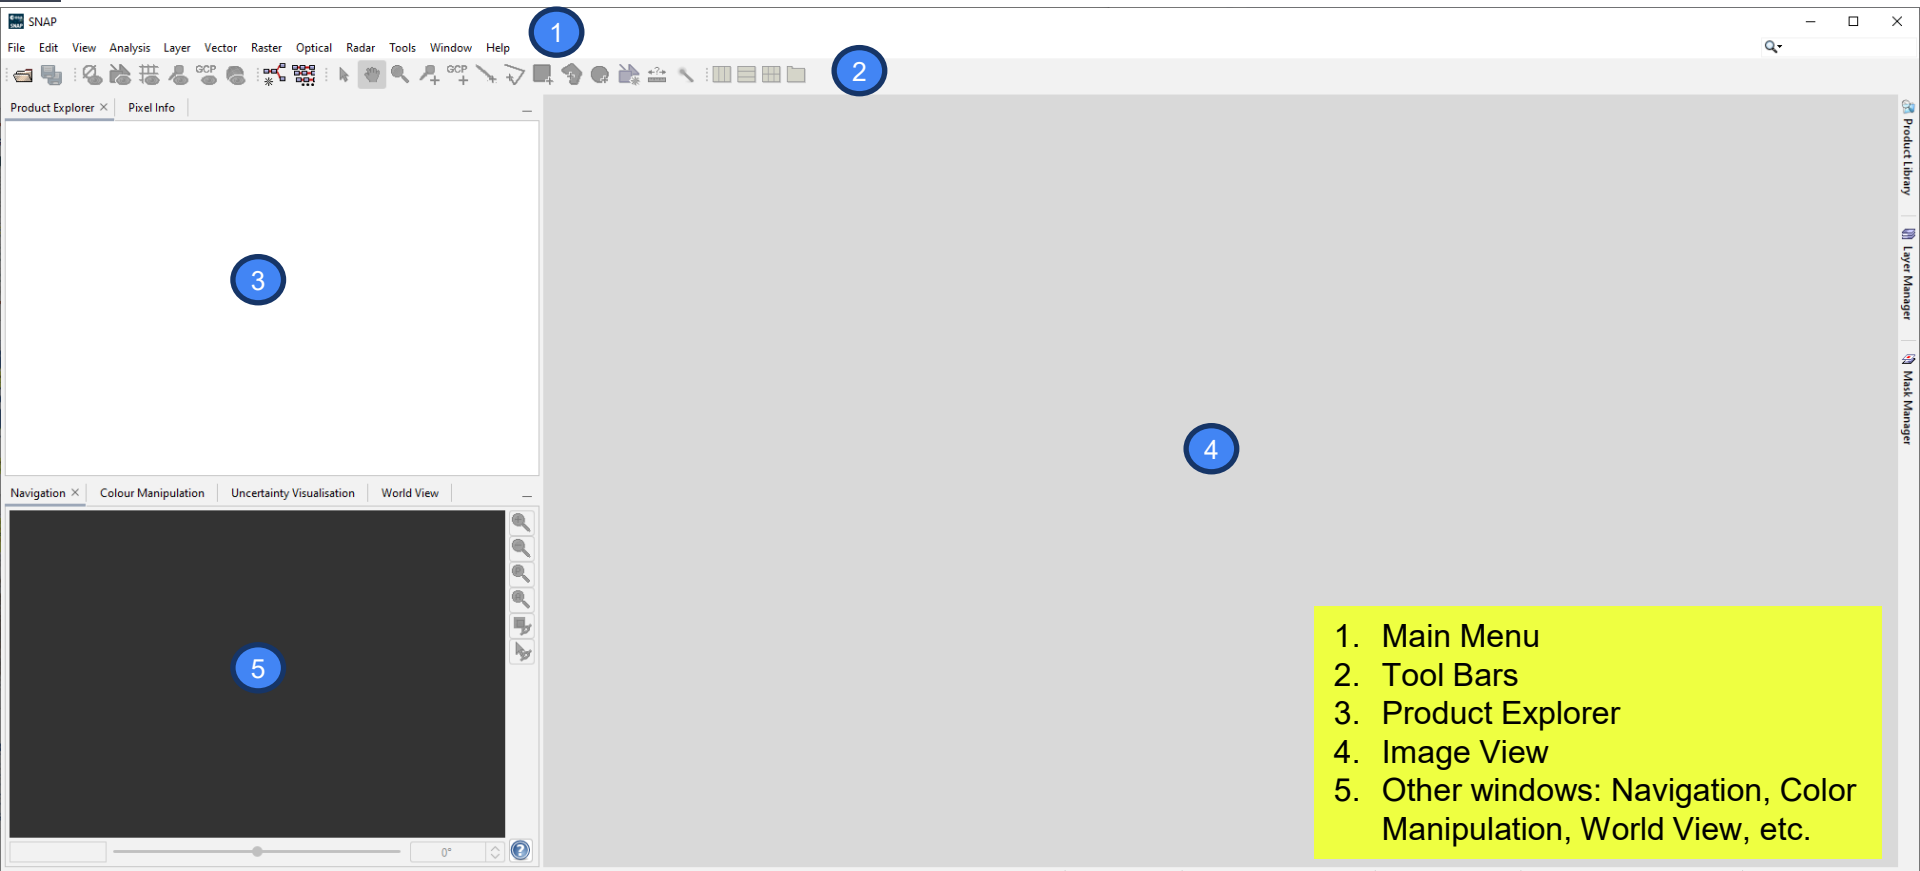 SNAP
1
File Edit View Analysis Layer Vector Raster Optical Radar Tools Window Help
GCP GCP
2
Product Explorer Pixel Info
Product Library
Layer Manager
Mask Manager
3
4
Navigation Colour Manipulation Uncertainty Visualisation World View
5
0°
?
1. Main Menu
2. Tool Bars
3. Product Explorer
4. Image View
5. Other windows: Navigation, Color
Manipulation, World View, etc.